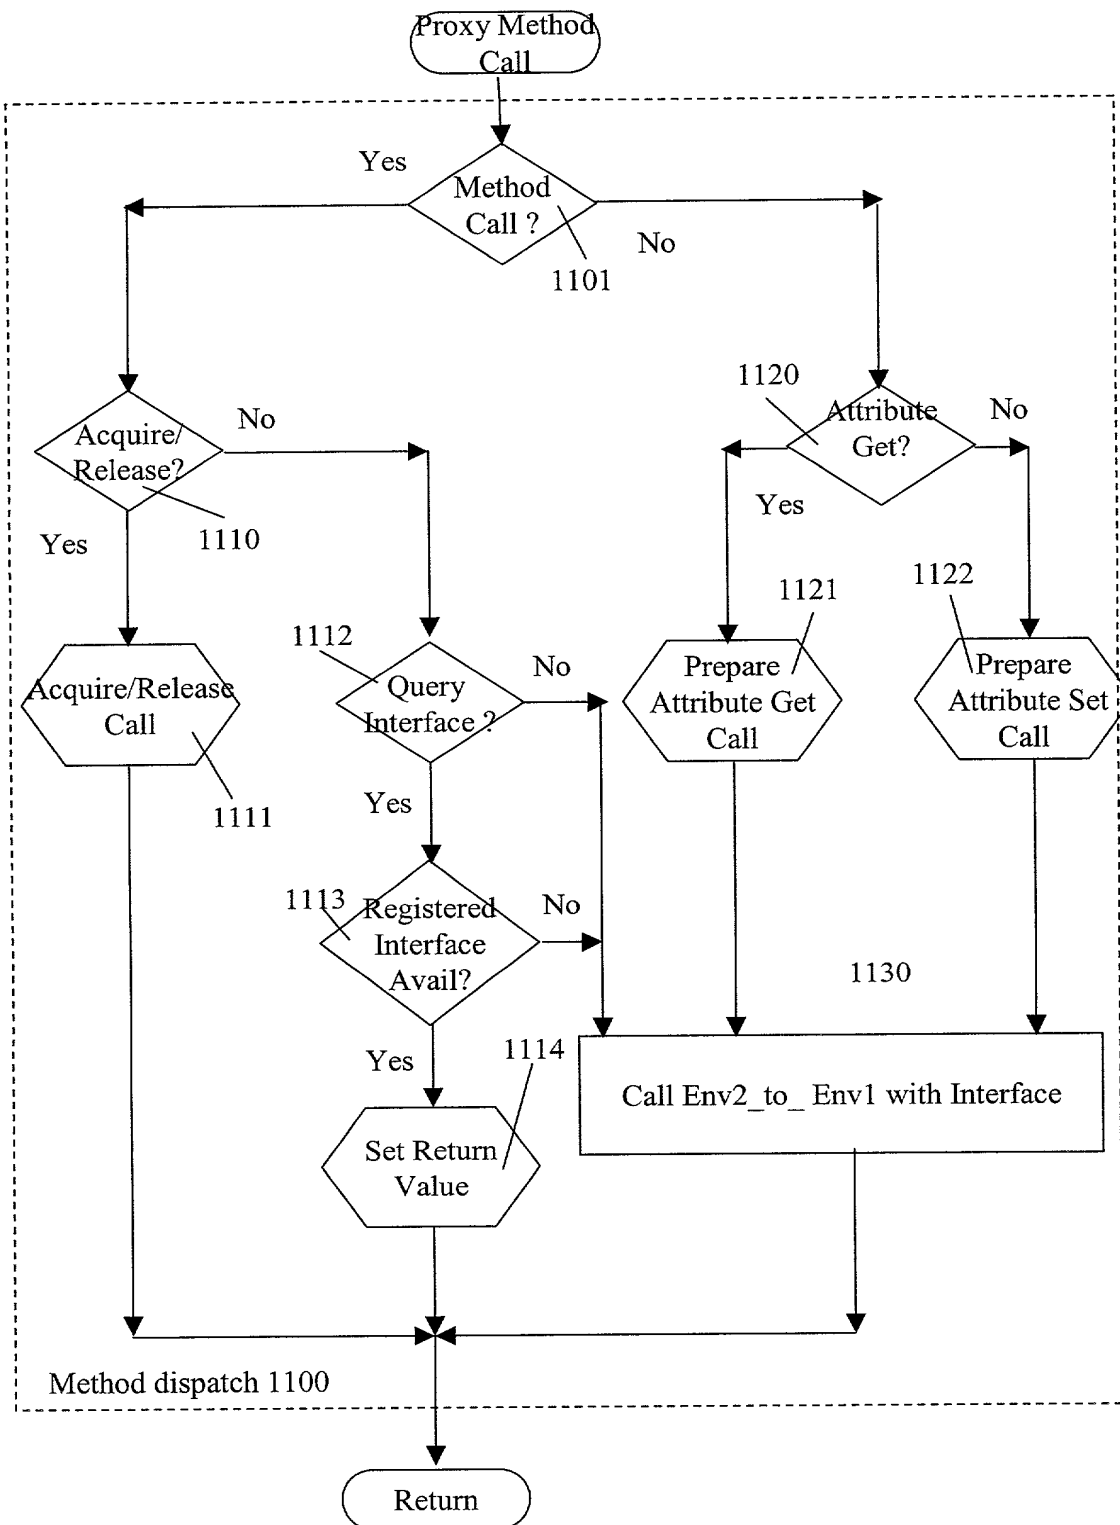 Proxy Method
Call
Yes
Method
Call ?
No
1101
1120
Attribute
Get?
No
Acquire/
Release?
No
Yes
1110
Yes
1121
1122
1112
Query
Interface ?
No
Prepare
Attribute Get
Call
Prepare
Attribute Set
Call
Acquire/Release
Call
1111
Yes
1113
Registered
Interface
Avail?
No
1130
Yes
1114
Call Env2_to_ Env1 with Interface
Set Return
Value
Method dispatch 1100
Return